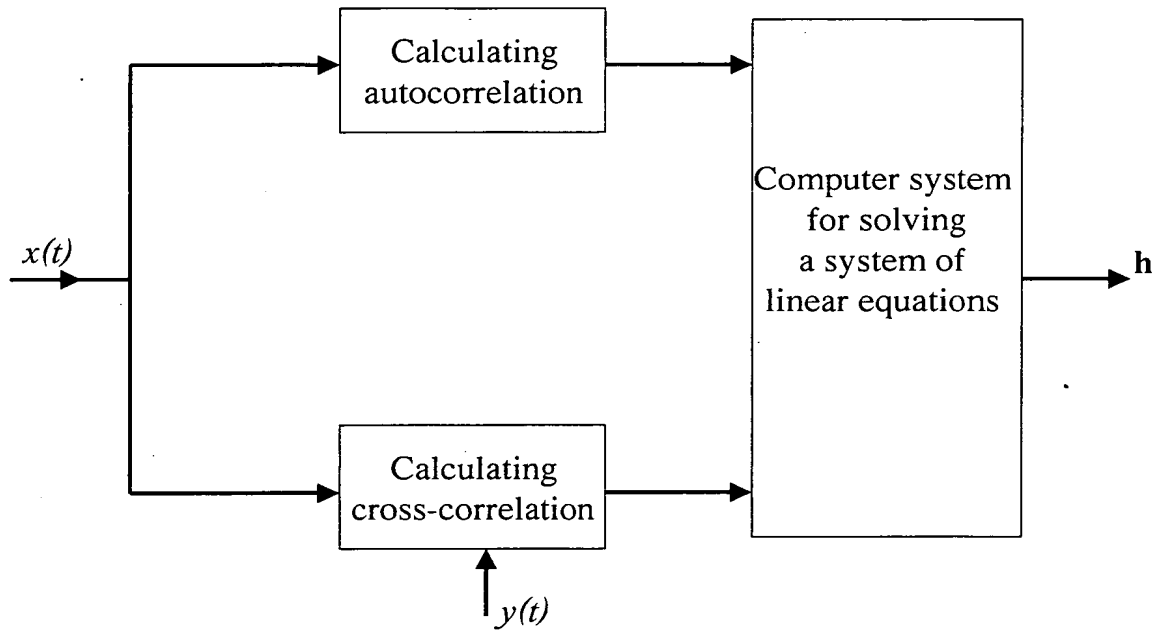 Calculating
autocorrelation
x(t)
Computer system
for solving
a system of
linear equations
h
Calculating
cross-correlation
y(t)